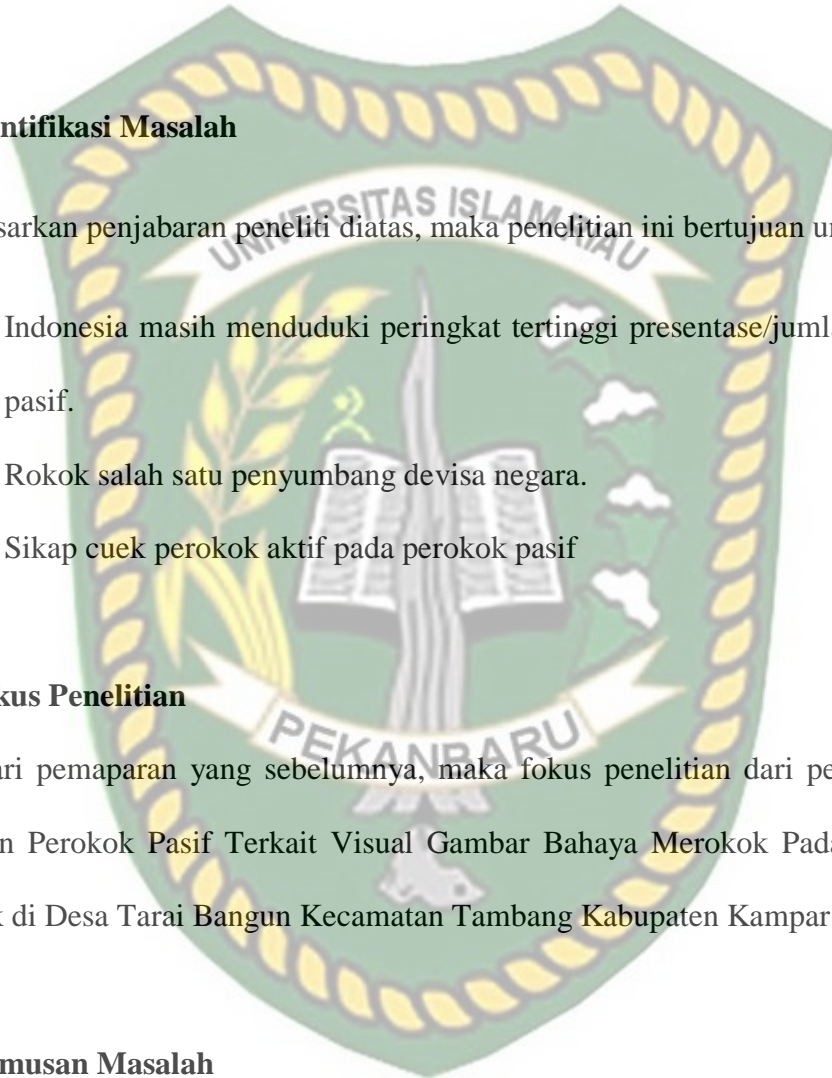 ntifikasi Masalah
sarkan penjabaran peneliti diatas, maka penelitian ini bertujuan u
UNIVERSITAS ISLAM RIAU
Indonesia masih menduduki peringkat tertinggi presentase/jumla
pasif.
Rokok salah satu penyumbang devisa negara.
Sikap cuek perokok aktif pada perokok pasif
kus Penelitian
PEKANBARU
ari pemaparan yang sebelumnya, maka fokus penelitian dari pe
n Perokok Pasif Terkait Visual Gambar Bahaya Merokok Pada
k di Desa Tarai Bangun Kecamatan Tambang Kabupaten Kampar
musan Masalah